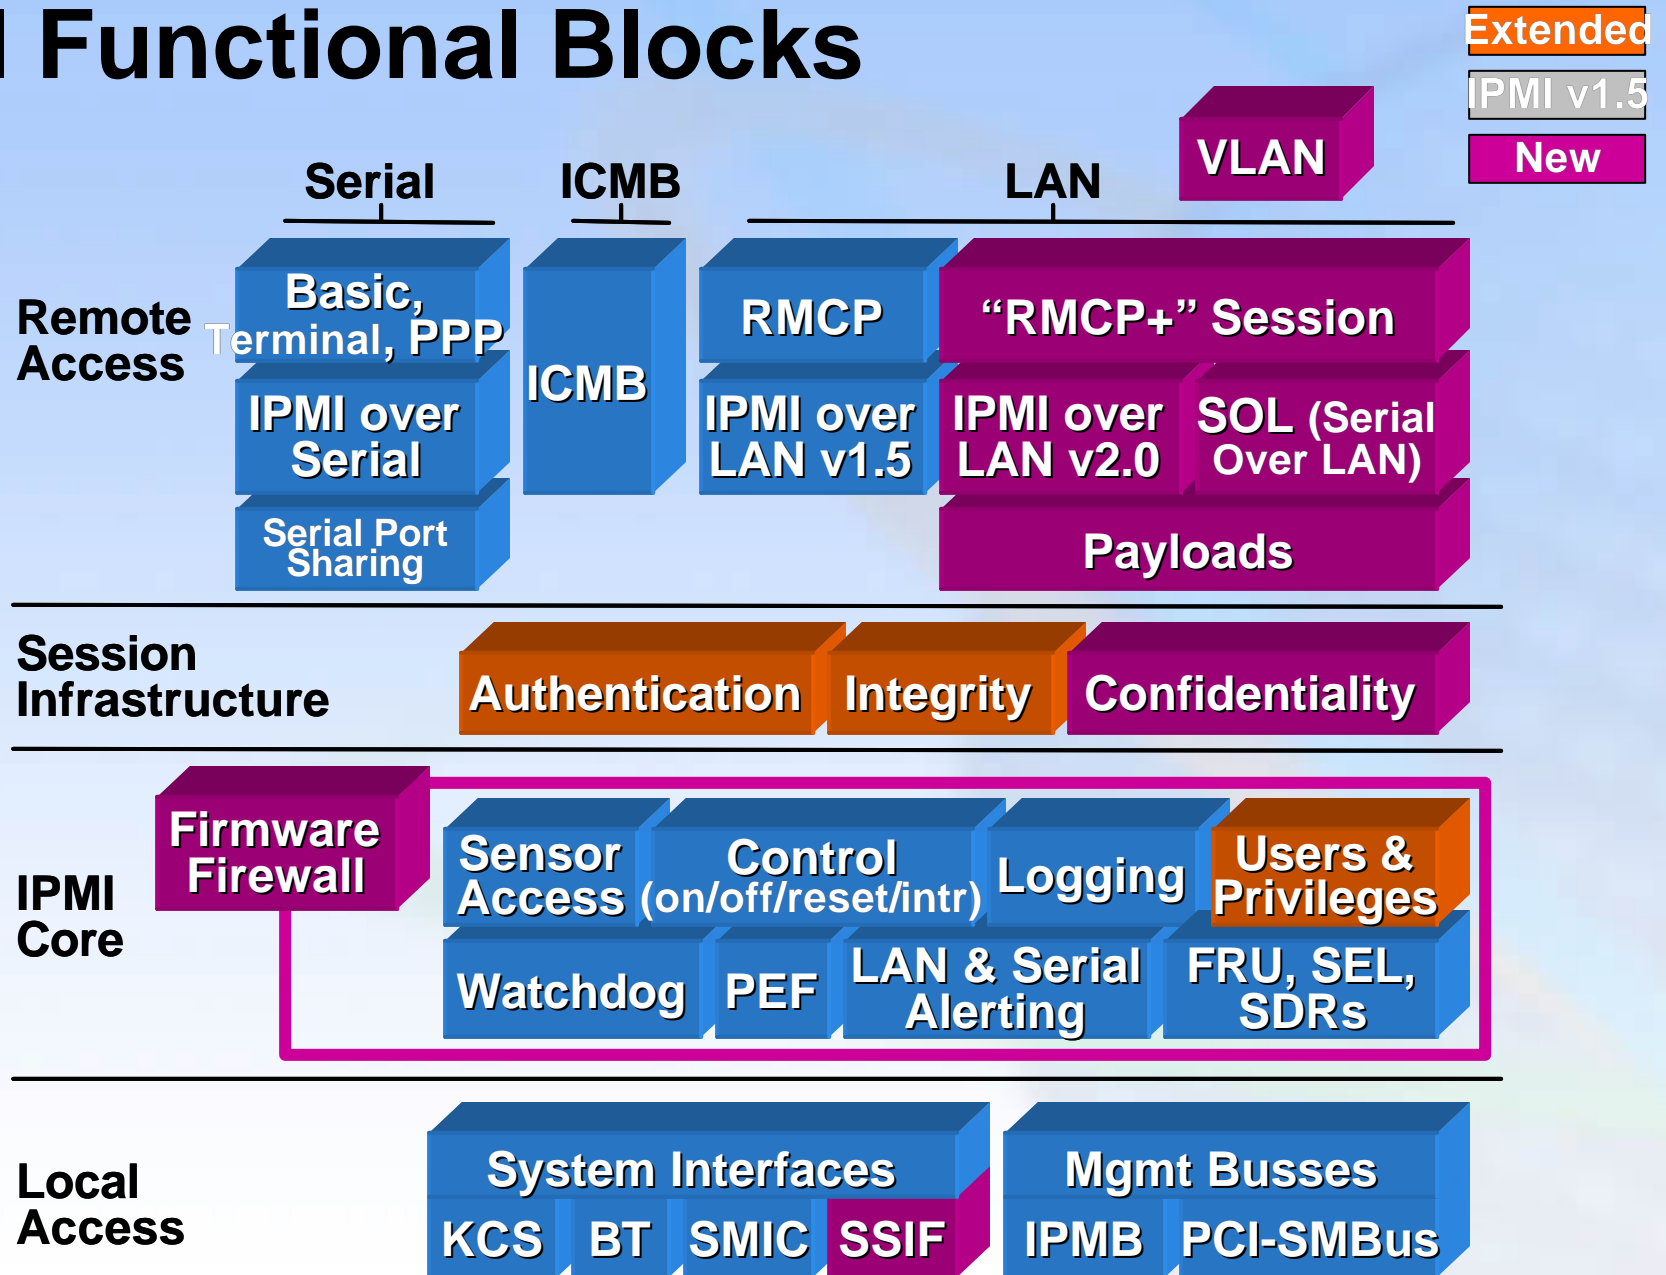 Functional Blocks
Extended
IPMI v1.5
New
VLAN
Serial
ICMB
LAN
Remote
Access
Basic,
Terminal, PPP
ICMB
RMCP
“RMCP+” Session
IPMI over
Serial
IPMI over
LAN v1.5
IPMI over
LAN v2.0
SOL (Serial
Over LAN)
Serial Port
Sharing
Payloads
Session
Infrastructure
Authentication
Integrity
Confidentiality
IPMI
Core
Firmware
Firewall
Sensor
Access
Control
(on/off/reset/intr)
Logging
Users &
Privileges
Watchdog
PEF
LAN & Serial
Alerting
FRU, SEL,
SDRs
Local
Access
System Interfaces
KCS
BT
SMIC
SSIF
Mgmt Busses
IPMB
PCI-SMBus